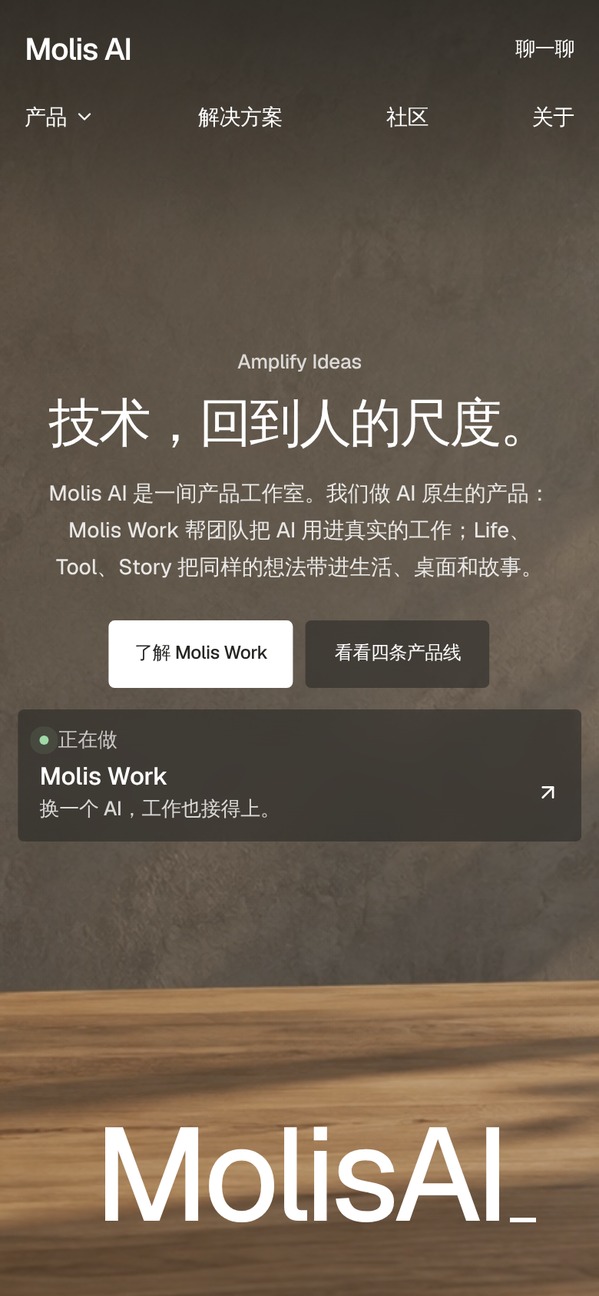 Molis AI
聊一聊
产品
解决方案
社区
关于
Amplify Ideas
技术，回到人的尺度。
Molis AI 是一间产品工作室。我们做 AI 原生的产品：
Molis Work 帮团队把 AI 用进真实的工作；Life、
Tool、Story 把同样的想法带进生活、桌面和故事。
了解 Molis Work
看看四条产品线
正在做
Molis Work
换一个 AI，工作也接得上。
MolisAI_